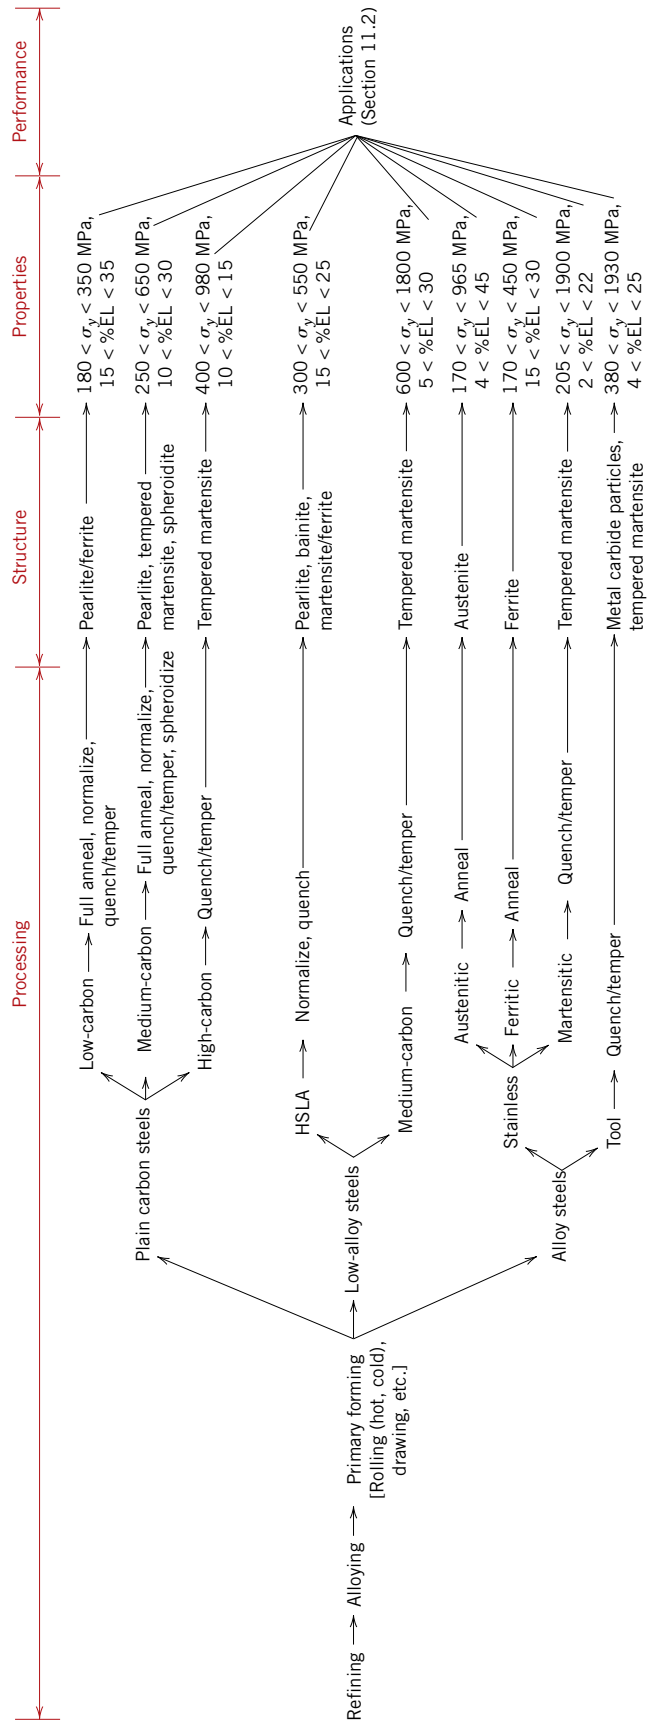 Processing
Structure
Properties
Performance
Refining
Alloying
Primary forming
[Rolling (hot, cold),
drawing, etc.]
Plain carbon steels
Low-carbon
Full anneal, normalize,
quench/temper
Pearlite/ferrite
180 < σy < 350 MPa,
15 < %EL < 35
Medium-carbon
Full anneal, normalize,
quench/temper, spheroidize
Pearlite, tempered
martensite, spheroidite
250 < σy < 650 MPa,
10 < %EL < 30
High-carbon
Quench/temper
Tempered martensite
400 < σy < 980 MPa,
10 < %EL < 15
Low-alloy steels
HSLA
Normalize, quench
Pearlite, bainite,
martensite/ferrite
300 < σy < 550 MPa,
15 < %EL < 25
Medium-carbon
Quench/temper
Tempered martensite
600 < σy < 1800 MPa,
5 < %EL < 30
Alloy steels
Stainless
Austenitic
Anneal
Austenite
170 < σy < 965 MPa,
4 < %EL < 45
Ferritic
Anneal
Ferrite
170 < σy < 450 MPa,
15 < %EL < 30
Martensitic
Quench/temper
Tempered martensite
205 < σy < 1900 MPa,
2 < %EL < 22
Tool
Quench/temper
Metal carbide particles,
tempered martensite
380 < σy < 1930 MPa,
4 < %EL < 25
Applications
(Section 11.2)